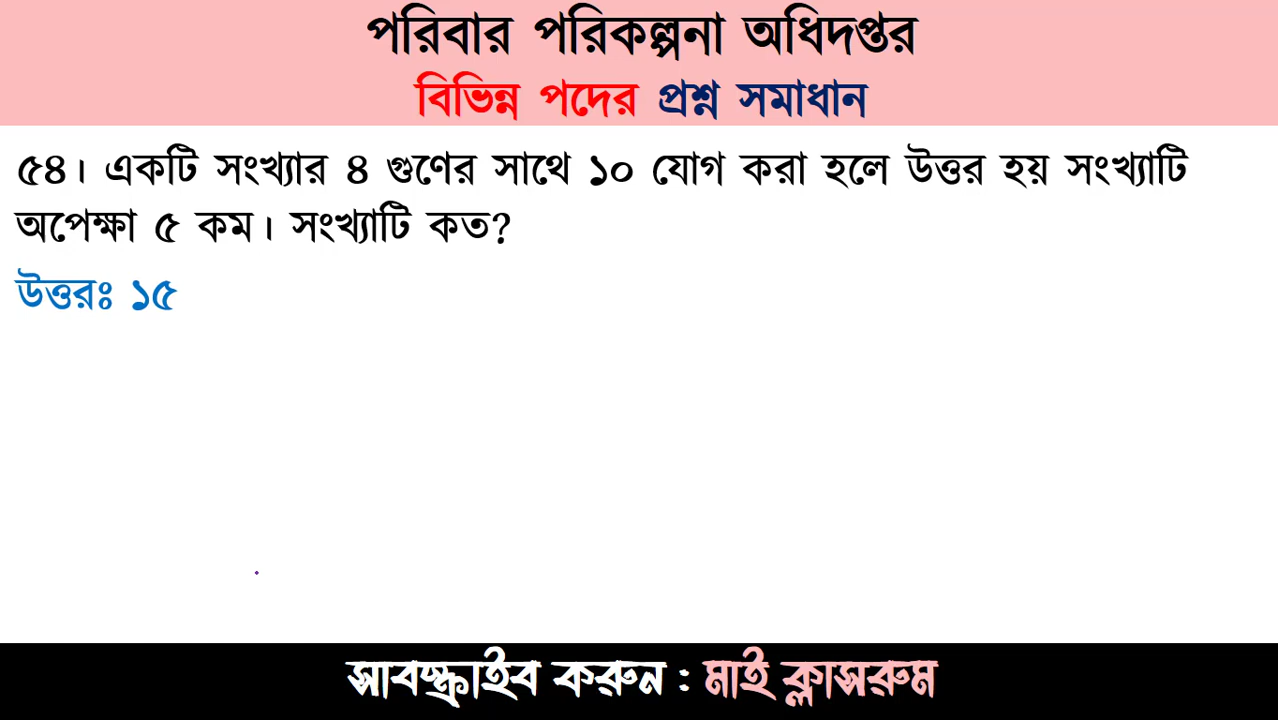 পরিবার পরিকল্পনা অধিদপ্তর
বিভিন্ন পদের প্রশ্ন সমাধান
৫৪। একটি সংখ্যার ৪ গুণের সাথে ১০ যোগ করা হলে উত্তর হয় সংখ্যাটি
অপেক্ষা ৫ কম। সংখ্যাটি কত?
উত্তরঃ ১৫
সাবস্ক্রাইব করুন : মাই ক্লাসরুম